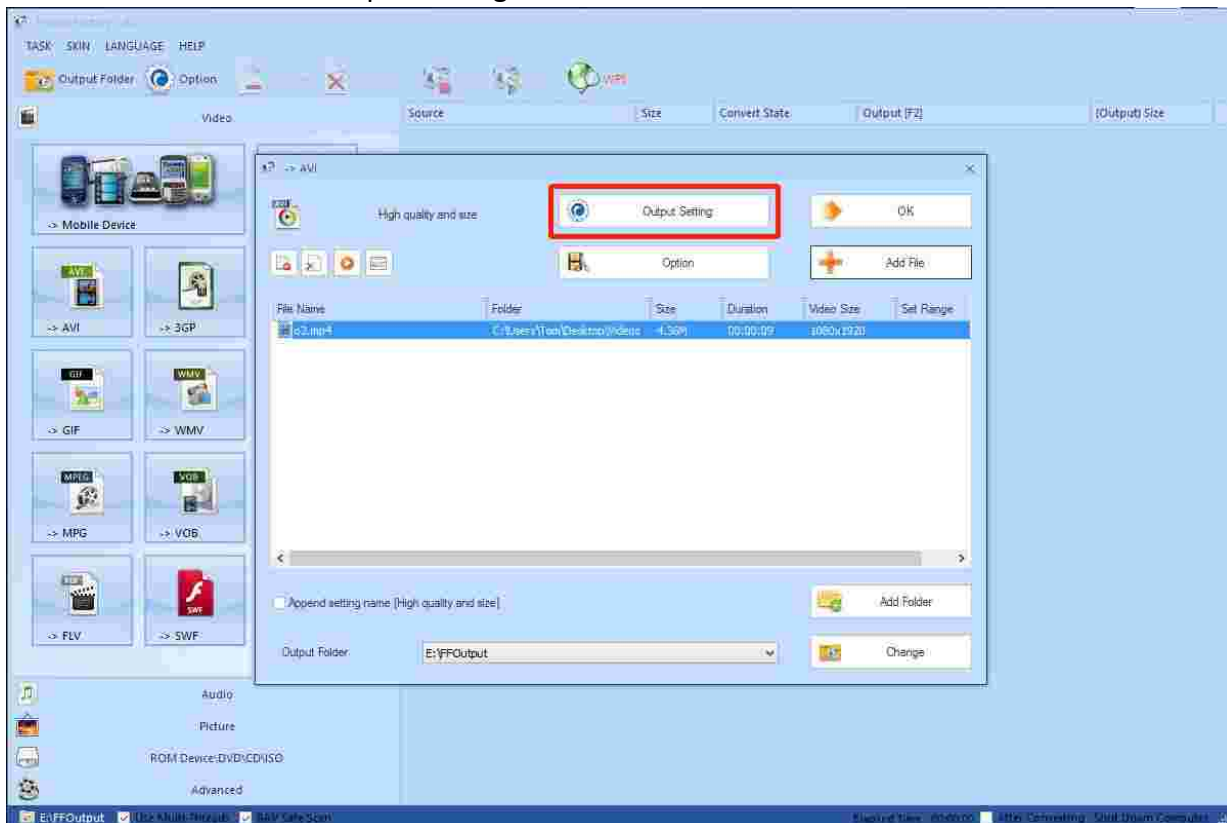 TASK SKIN LANGUAGE HELP
Output Folder Option
Video
Source Size Convert State Output [F2] [Output] Size
-> Mobile Device
-> AVI
High quality and size
Output Setting
OK
Option
Add File
File Name Folder Size Duration Video Size Set Range
o3.mp4 C:\Users\Tom\Desktop\Videos 4.36M 00:00:09 1080x1920
AVI
-> AVI
-> 3GP
GIF
WMV
-> GIF
-> WMV
MPEG
VOB
-> MPG
-> VOB
SWF
-> FLV
-> SWF
Append setting name [High quality and size]
Add Folder
Output Folder E:\FFOutput
Change
Audio
Picture
ROM Device\DVD\CD\ISO
Advanced
E:\FFOutput Use Multi-Threads
Elapsed Time 00:00:00 After Converting Shut Down Computer